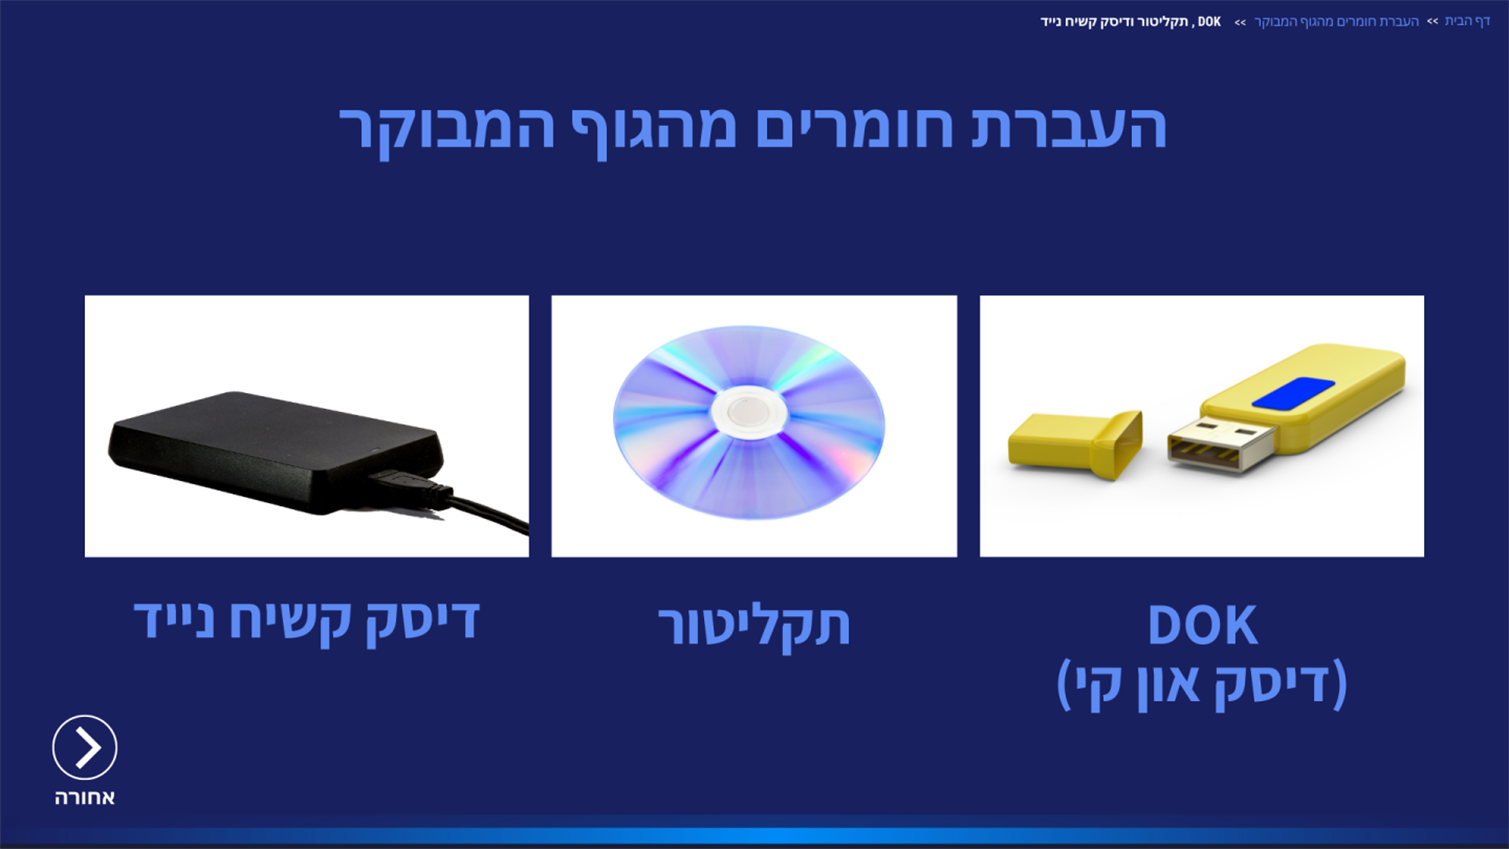 דף הבית >> העברת חומרים מהגוף המבוקר >> DOK , תקליטור ודיסק קשיח נייד
העברת חומרים מהגוף המבוקר
DOK
(דיסק און קי)
תקליטור
דיסק קשיח נייד
אחורה